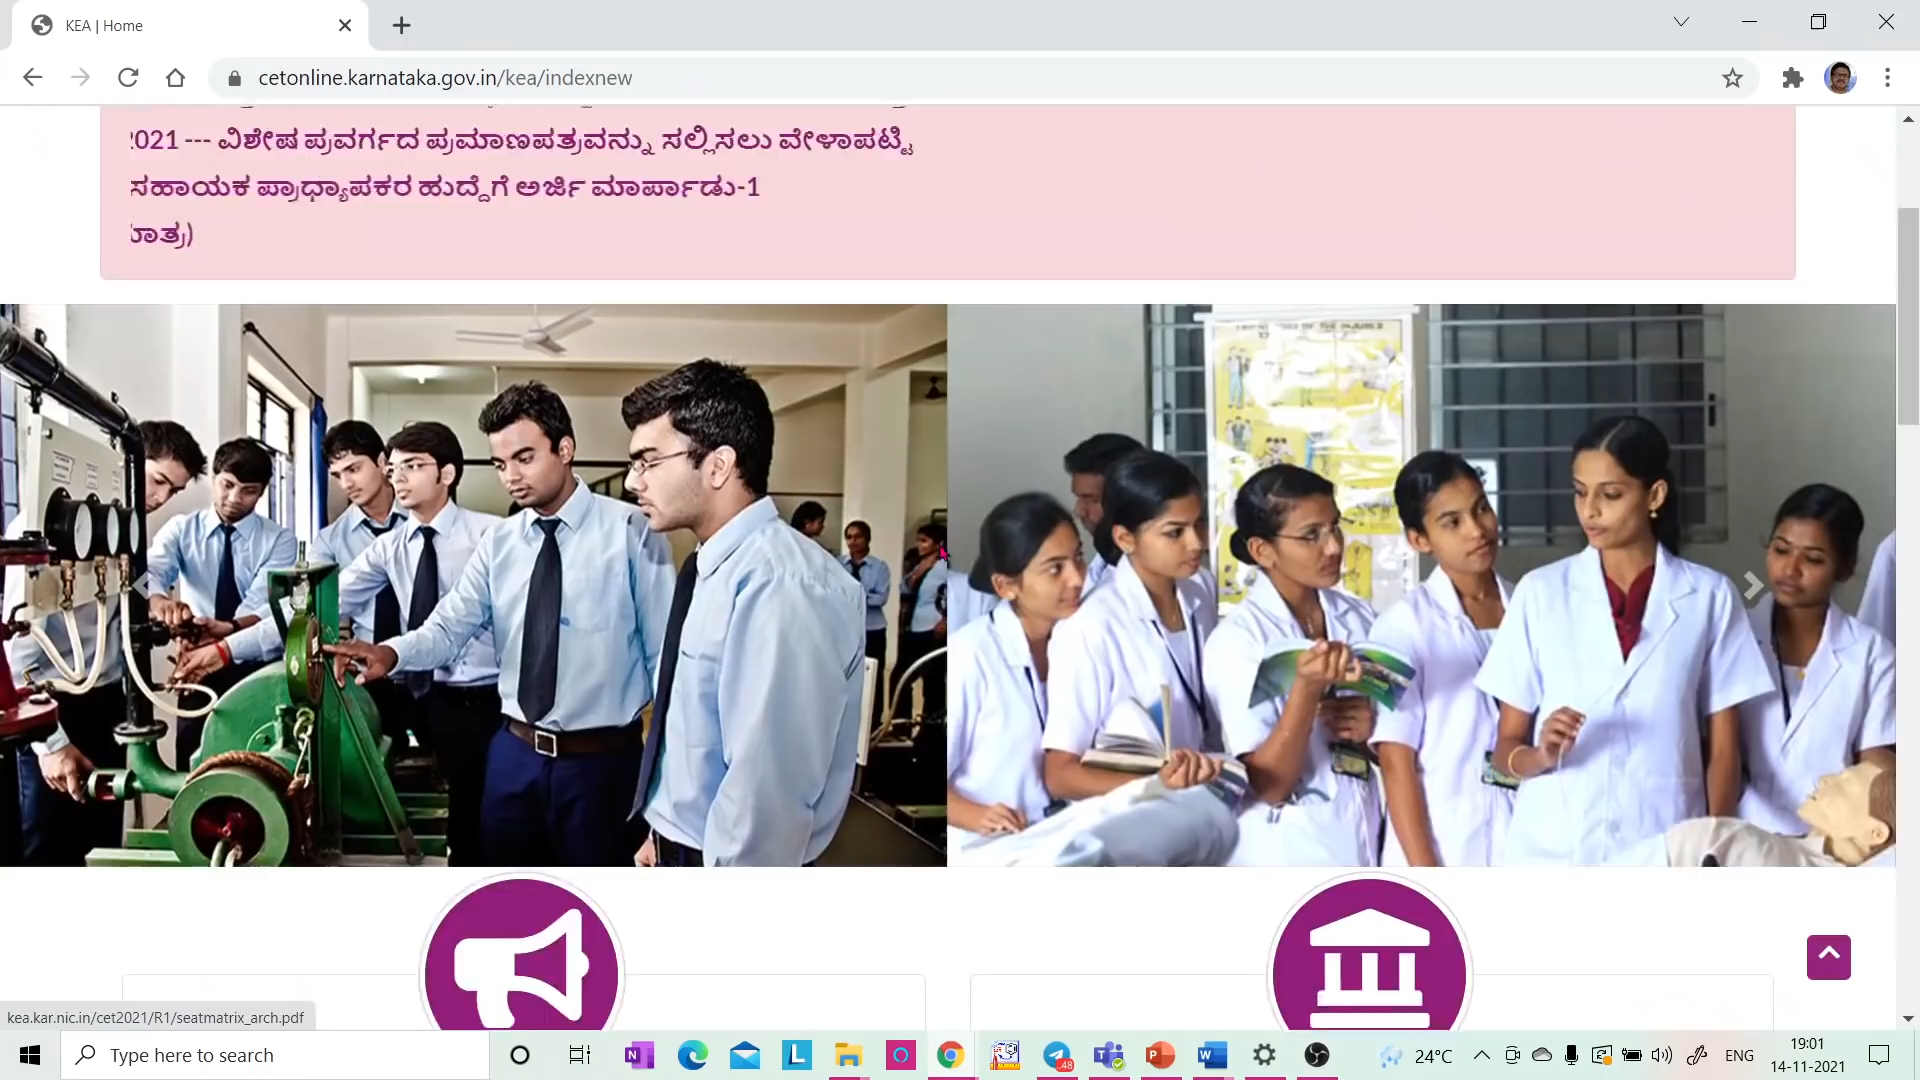 KEA | Home
cetonline.karnataka.gov.in/kea/indexnew
2021 --- ವಿಶೇಷ ಪ್ರವರ್ಗದ ಪ್ರಮಾಣಪತ್ರವನ್ನು ಸಲ್ಲಿಸಲು ವೇಳಾಪಟ್ಟಿ
ಸಹಾಯಕ ಪ್ರಾಧ್ಯಾಪಕರ ಹುದ್ದೆಗೆ ಅರ್ಜಿ ಮಾರ್ಪಾಡು-1
ಮಾತ್ರ)
kea.kar.nic.in/cet2021/R1/seatmatrix_arch.pdf
Type here to search
48
24°C
ENG
19:01
14-11-2021